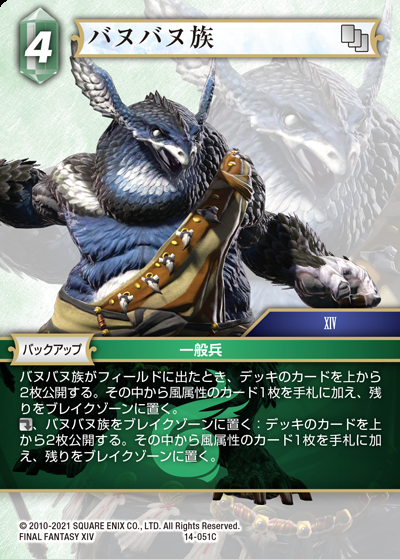 4
バヌバヌ族
XIV
バックアップ
一般兵
バヌバヌ族がフィールドに出たとき、デッキのカードを上から
2枚公開する。その中から風属性のカード1枚を手札に加え、残
りをブレイクゾーンに置く。
、バヌバヌ族をブレイクゾーンに置く：デッキのカードを上
から2枚公開する。その中から風属性のカード1枚を手札に加
え、残りをブレイクゾーンに置く。
© 2010-2021 SQUARE ENIX CO., LTD. All Rights Reserved.
FINAL FANTASY XIV
14-051C